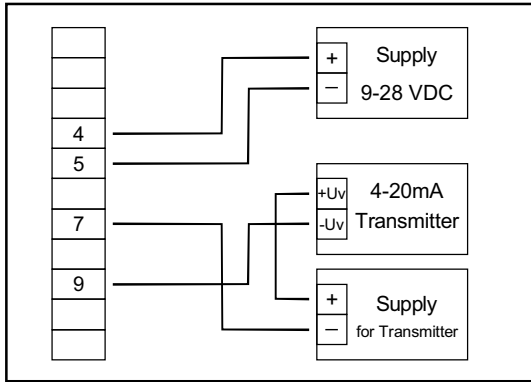 4
5
7
9
+
−
Supply
9-28 VDC
+Uv
-Uv
4-20mA
Transmitter
+
−
Supply
for Transmitter